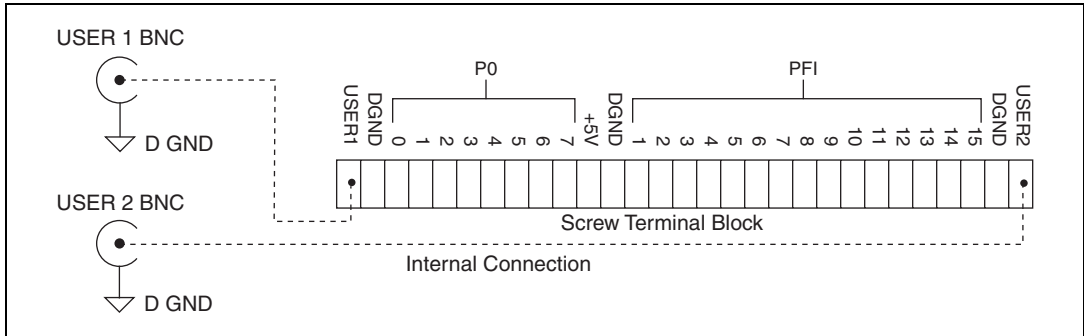 USER 1 BNC
D GND
USER 2 BNC
D GND
P0
PFI
USER1
DGND
0
1
2
3
4
5
6
7
+5V
DGND
1
2
3
4
5
6
7
8
9
10
11
12
13
14
15
DGND
USER2
Screw Terminal Block
Internal Connection